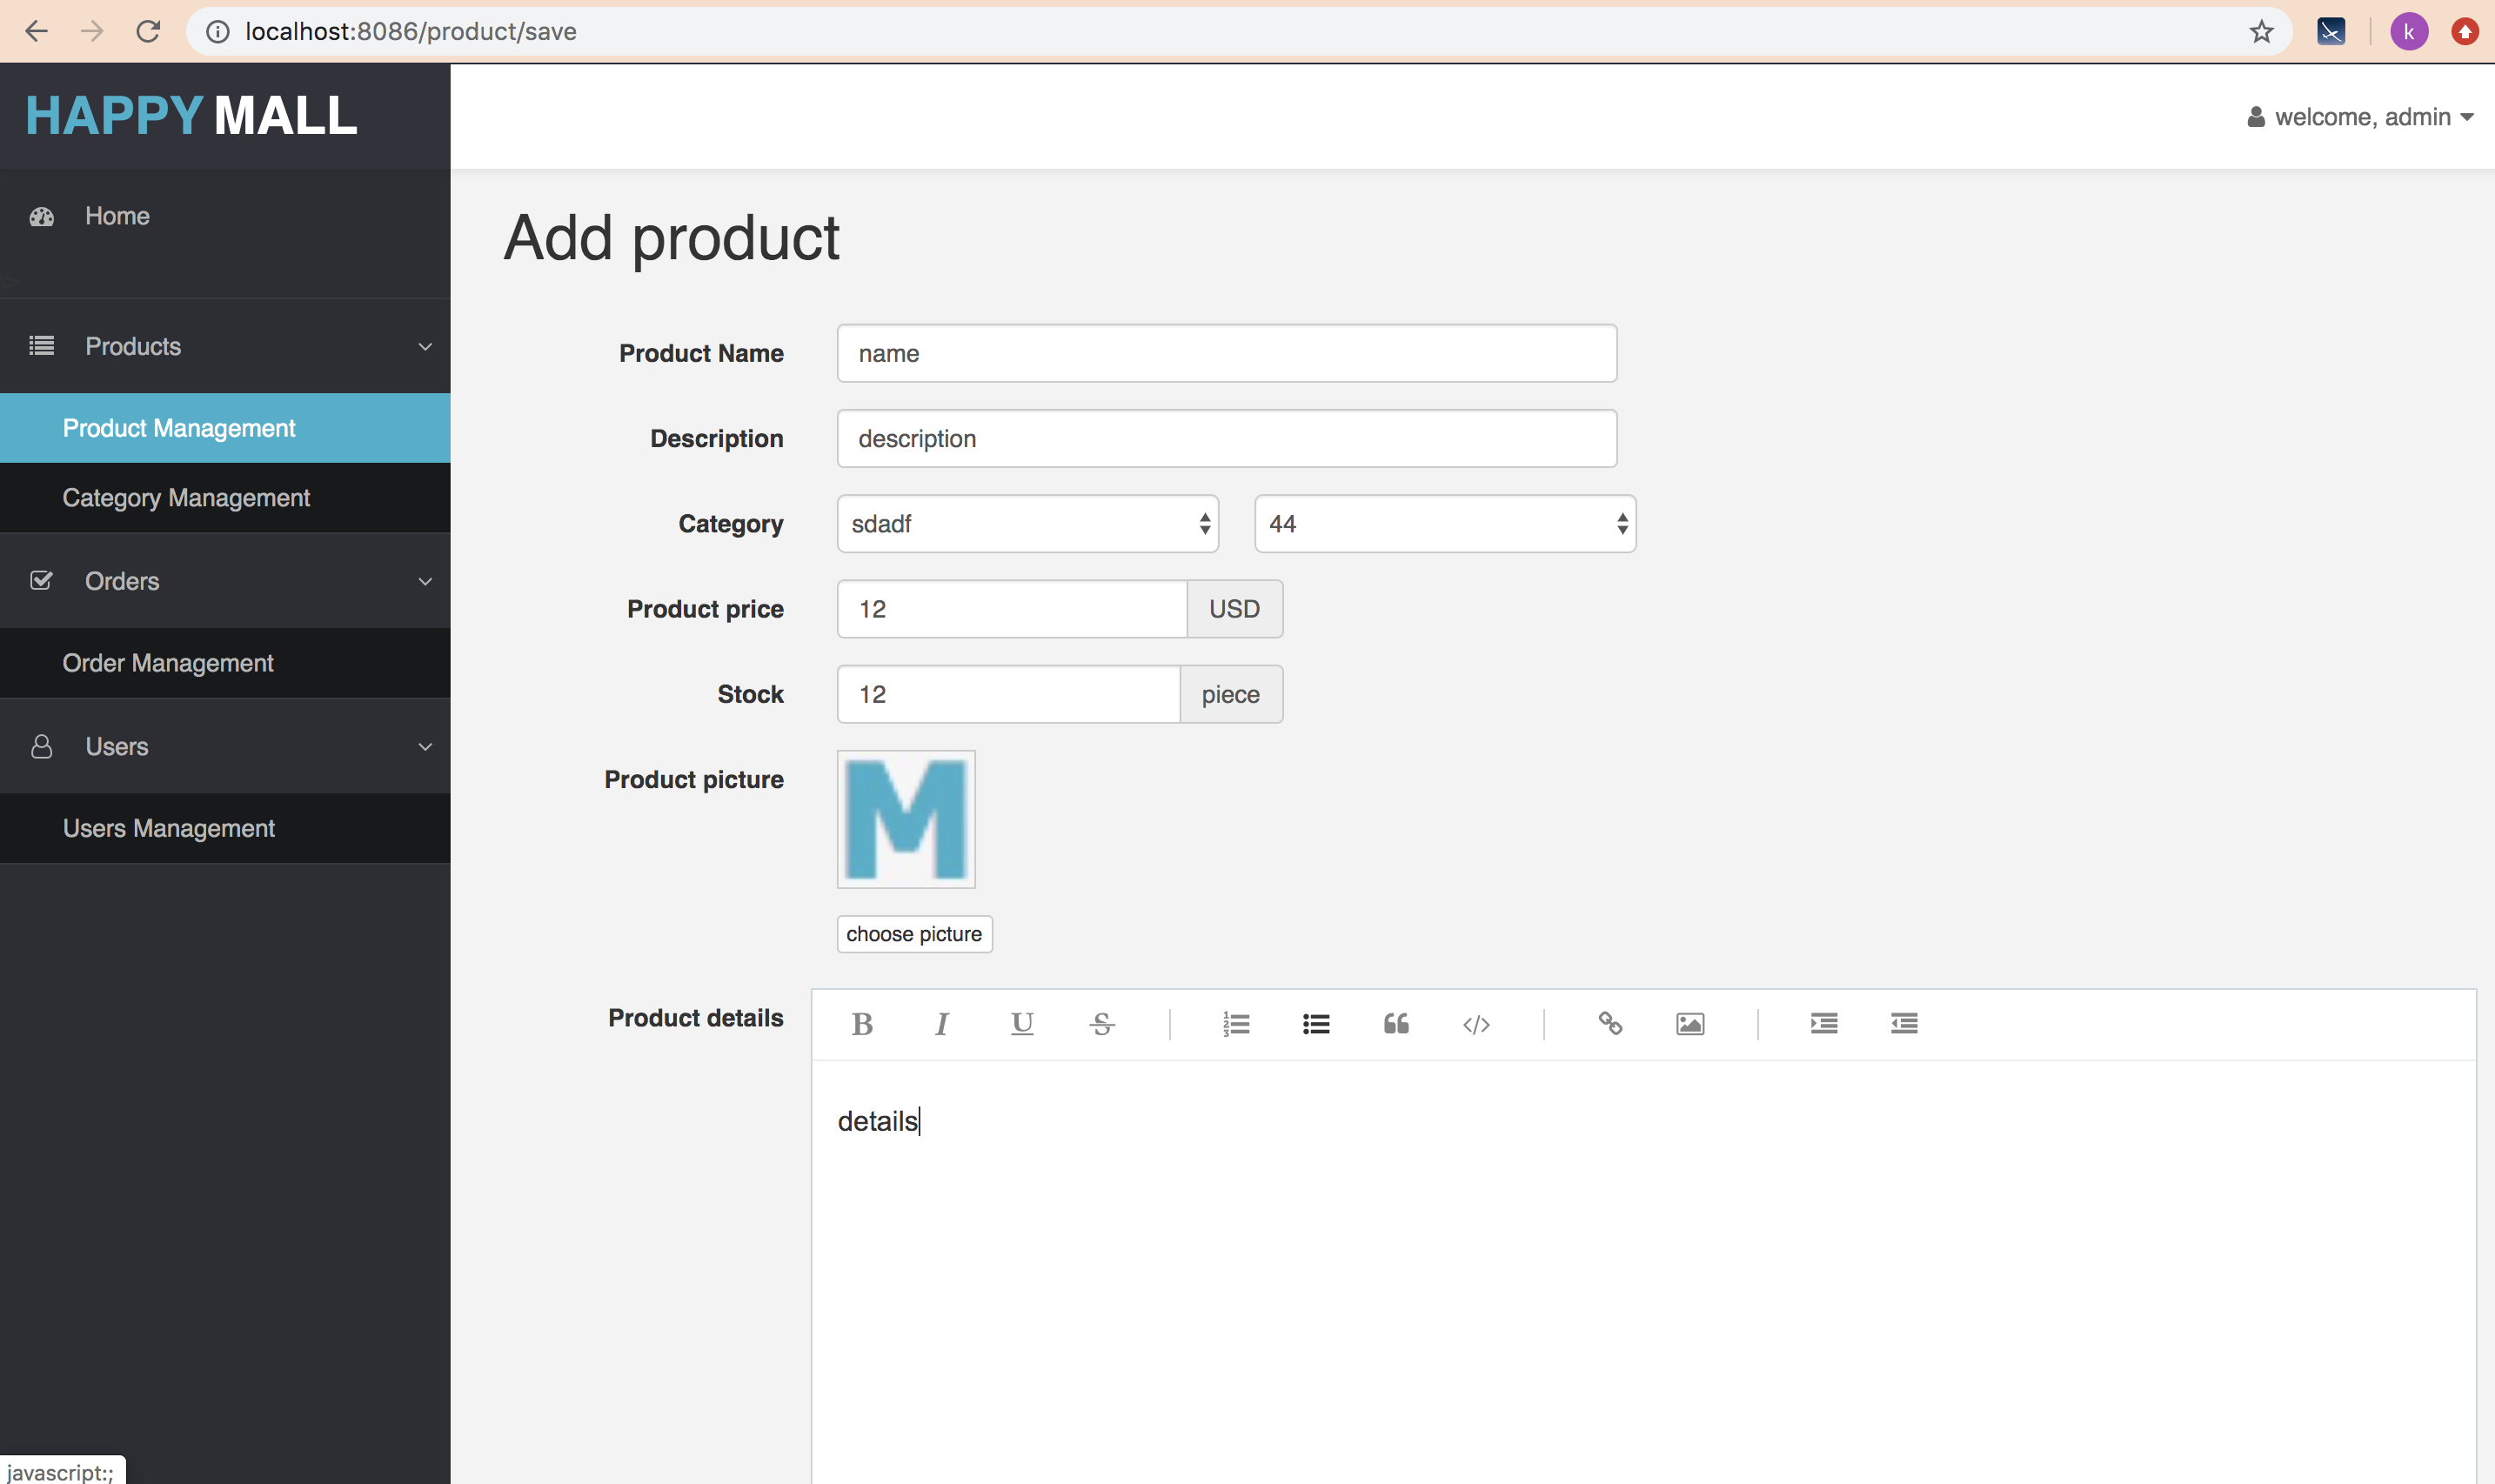 localhost:8086/product/save
k
HAPPY MALL
welcome, admin
Home
Products
Product Management
Category Management
Orders
Order Management
Users
Users Management
Add product
Product Name name
Description description
Category sdadf 44
Product price 12 USD
Stock 12 piece
Product picture M
choose picture
Product details B I U S
details
javascript:;